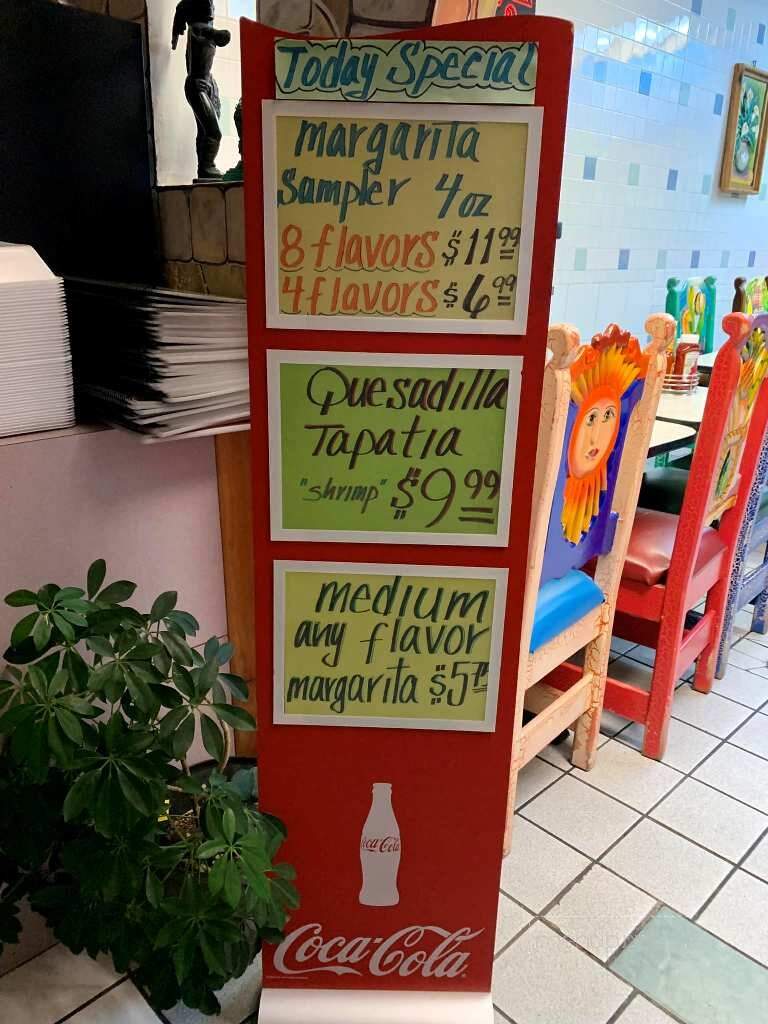 Today Special
margarita
Sampler 4oz
8 flavors $11.99
4 flavors $6.99
Quesadilla
Tapatia
"shrimp" $9.99
medium
any flavor
margarita $5.75
Coca-Cola
Coca-Cola